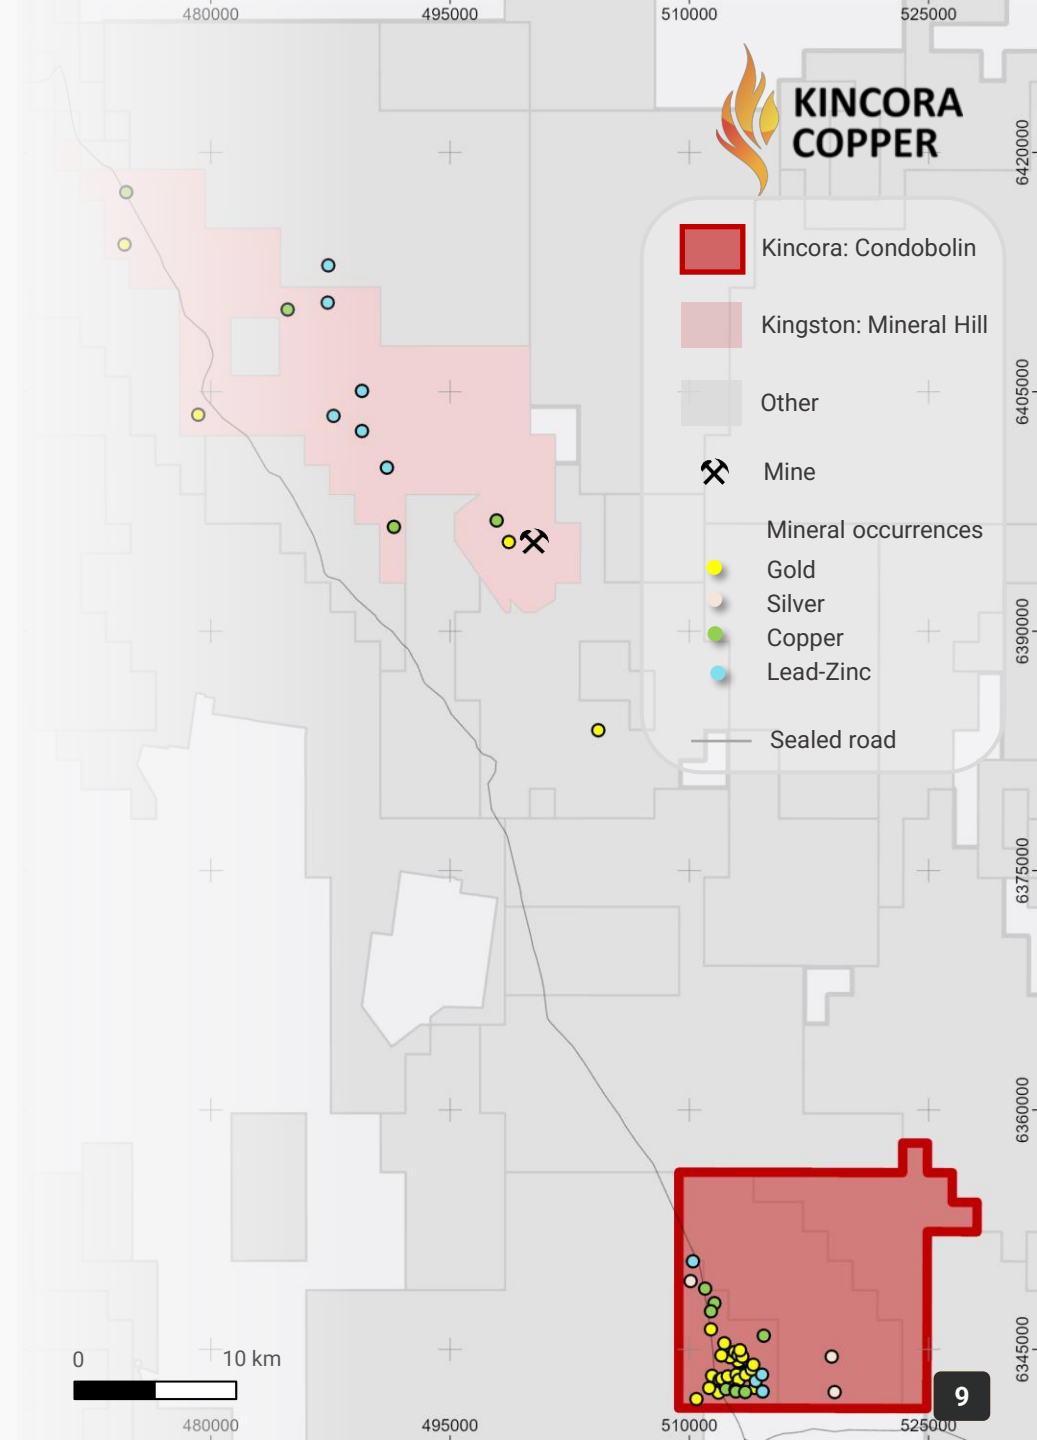 480000
495000
510000
525000
KINCORA
COPPER
6420000
Kincora: Condobolin
Kingston: Mineral Hill
6405000
Other
Mine
Mineral occurrences
Gold
Silver
6390000
Copper
Lead-Zinc
Sealed road
6375000
6360000
6345000
0
10 km
9
480000
495000
510000
525000